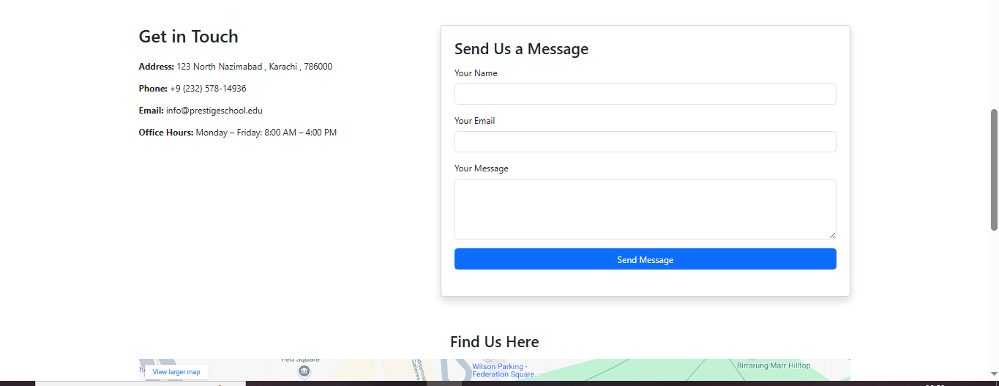 Get in Touch
Address: 123 North Nazimabad , Karachi , 786000
Phone: +9 (232) 578-14936
Email: info@prestigeschool.edu
Office Hours: Monday – Friday: 8:00 AM – 4:00 PM
Send Us a Message
Your Name
Your Email
Your Message
Send Message
Find Us Here
View larger map
Fed Square
Wilson Parking -
Federation Square...
Birrarung Marr Hilltop